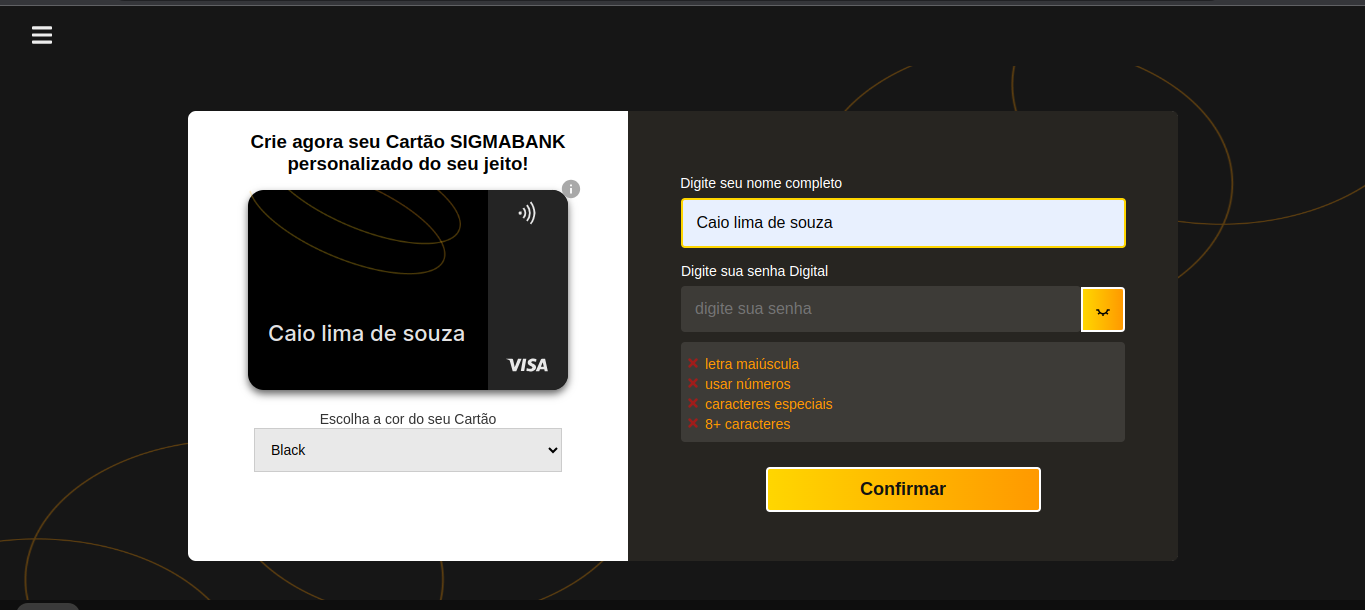 Crie agora seu Cartão SIGMABANK
personalizado do seu jeito!
i
Caio lima de souza
VISA
Escolha a cor do seu Cartão
Black
Digite seu nome completo
Caio lima de souza
Digite sua senha Digital
digite sua senha
letra maiúscula
usar números
caracteres especiais
8+ caracteres
Confirmar